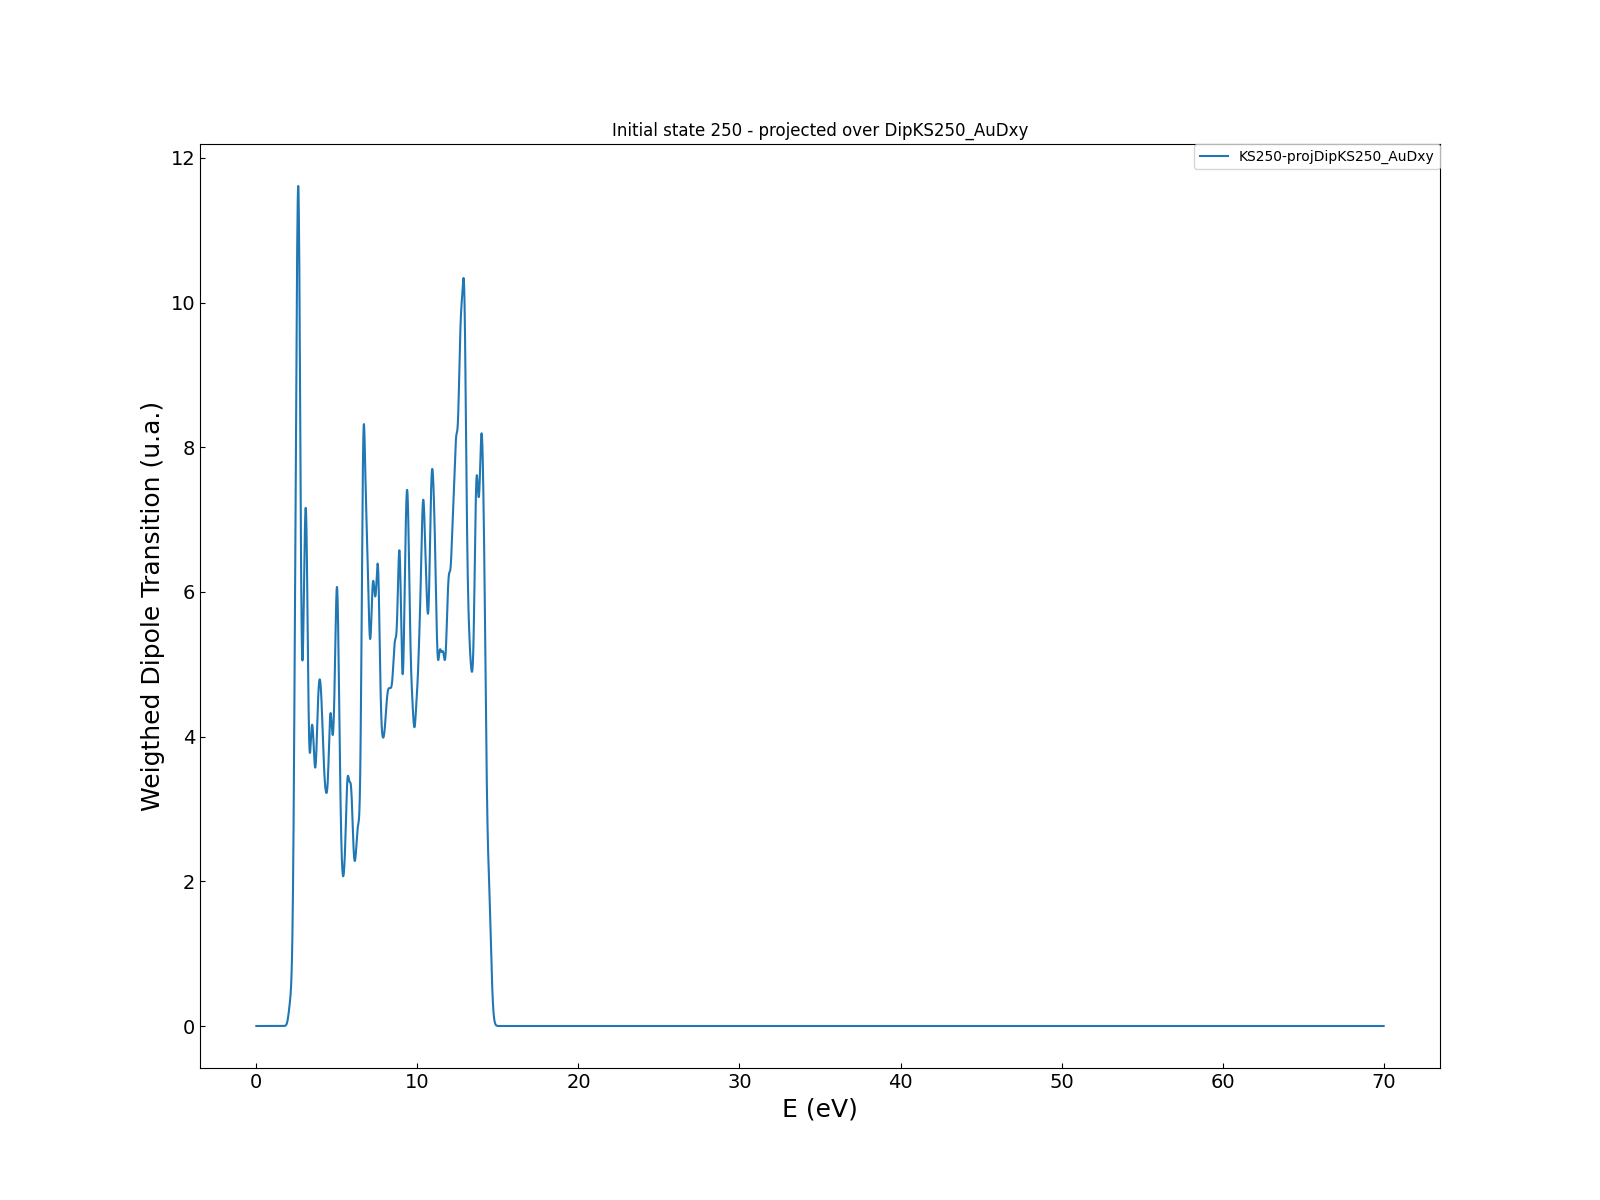 Initial state 250 - projected over DipKS250_AuDxy
KS250-projDipKS250_AuDxy
12
10
8
6
4
2
0
Weigthed Dipole Transition (u.a.)
0 10 20 30 40 50 60 70
E (eV)